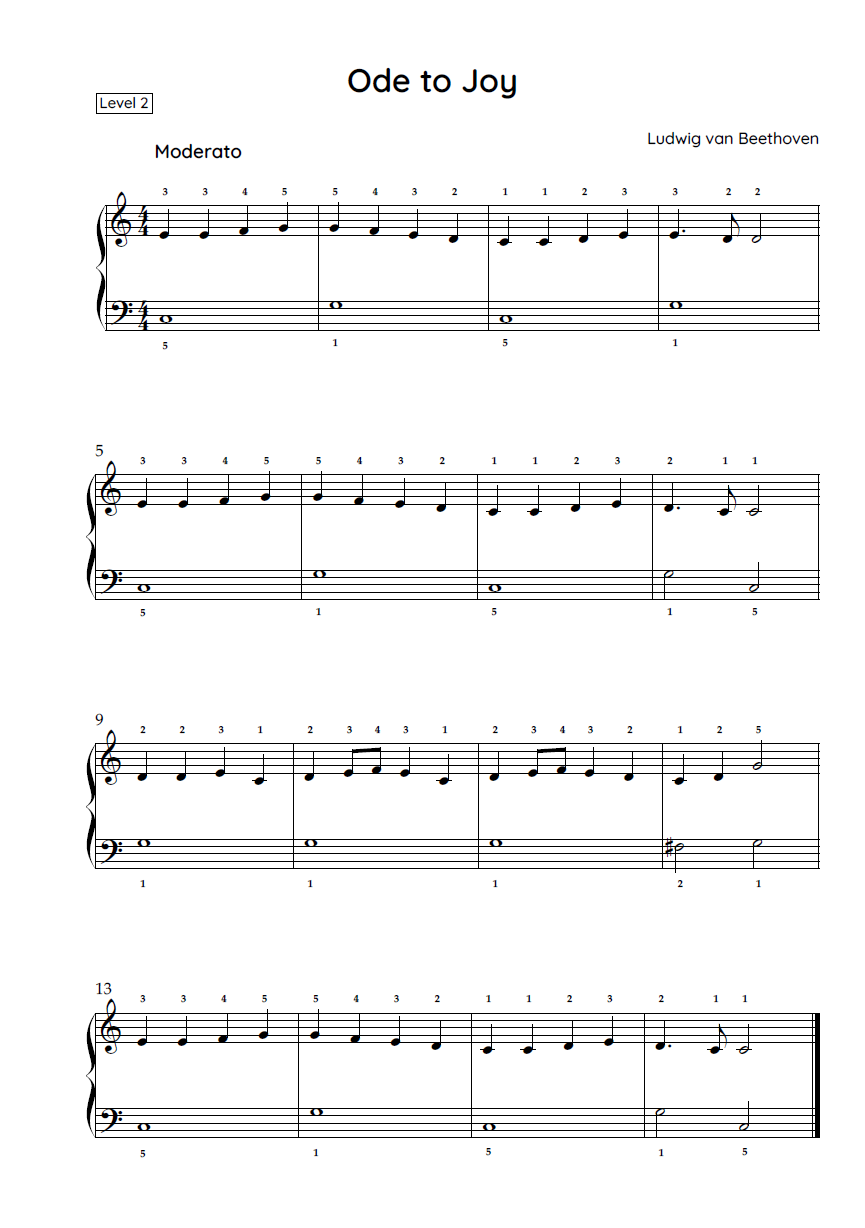 Ode to Joy
Level 2
Ludwig van Beethoven
Moderato
3 3 4 5 5 4 3 2 1 1 2 3 3 2 2
4 4
4 4
5 1 5 1
5
3 3 4 5 5 4 3 2 1 1 2 3 2 1 1
5 1 5 1 5
9
2 2 3 1 2 3 4 3 1 2 3 4 3 2 1 2 5
1 1 1 2 1
13
3 3 4 5 5 4 3 2 1 1 2 3 2 1 1
5 1 5 1 5